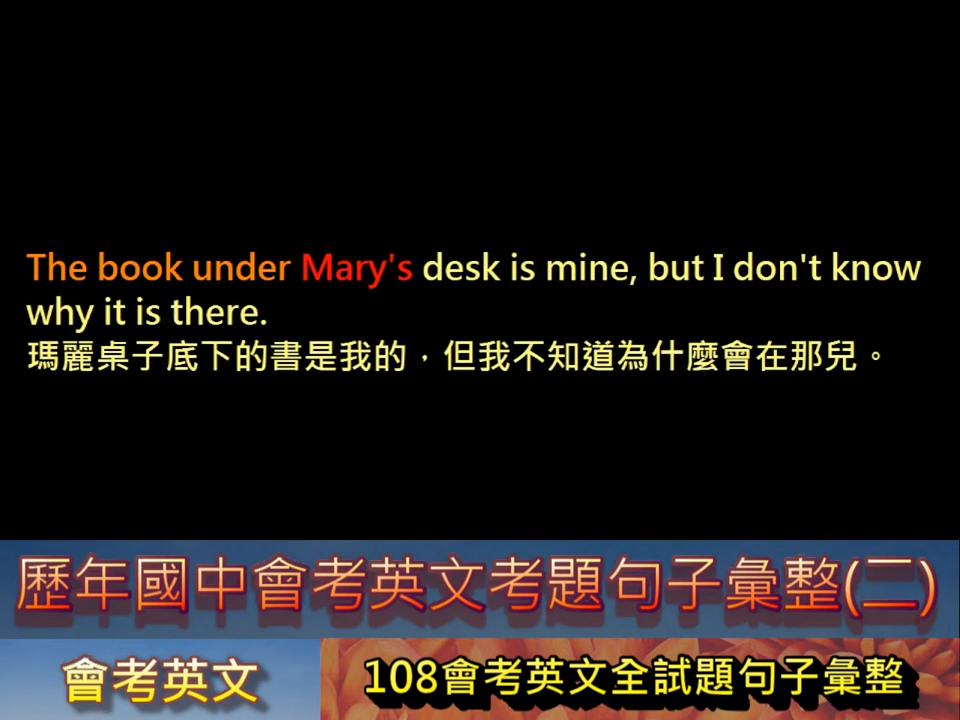 The book under Mary's desk is mine, but I don't know
why it is there.
瑪麗桌子底下的書是我的，但我不知道為什麼會在那兒。
歷年國中會考英文考題句子彙整(二)
會考英文
108會考英文全試題句子彙整